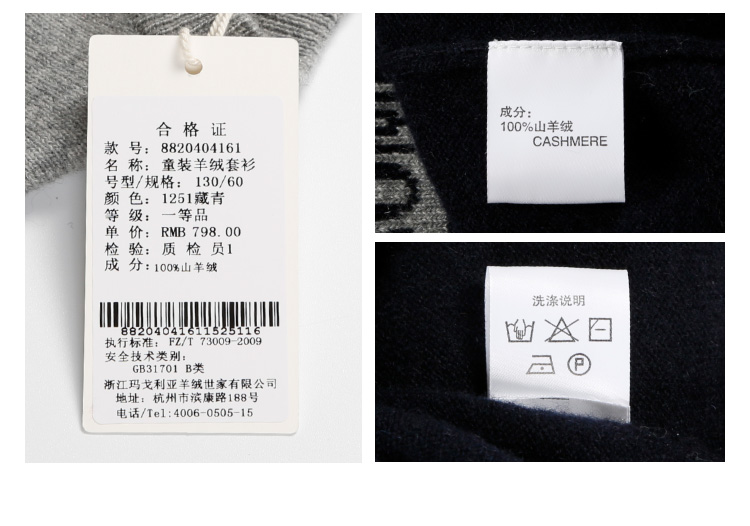 合格证
款号：8820404161
名称：童装羊绒套衫
号型/规格：130/60
颜色：1251藏青
等级：一等品
单价：RMB 798.00
检验：质检员1
成分：100%山羊绒
88204041611525116
执行标准：FZ/T 73009-2009
安全技术类别：
GB31701 B类
浙江玛戈利亚羊绒世家有限公司
地址：杭州市滨康路188号
电话/Tel:4006-0505-15
成分：
100%山羊绒
CASHMERE
洗涤说明
P